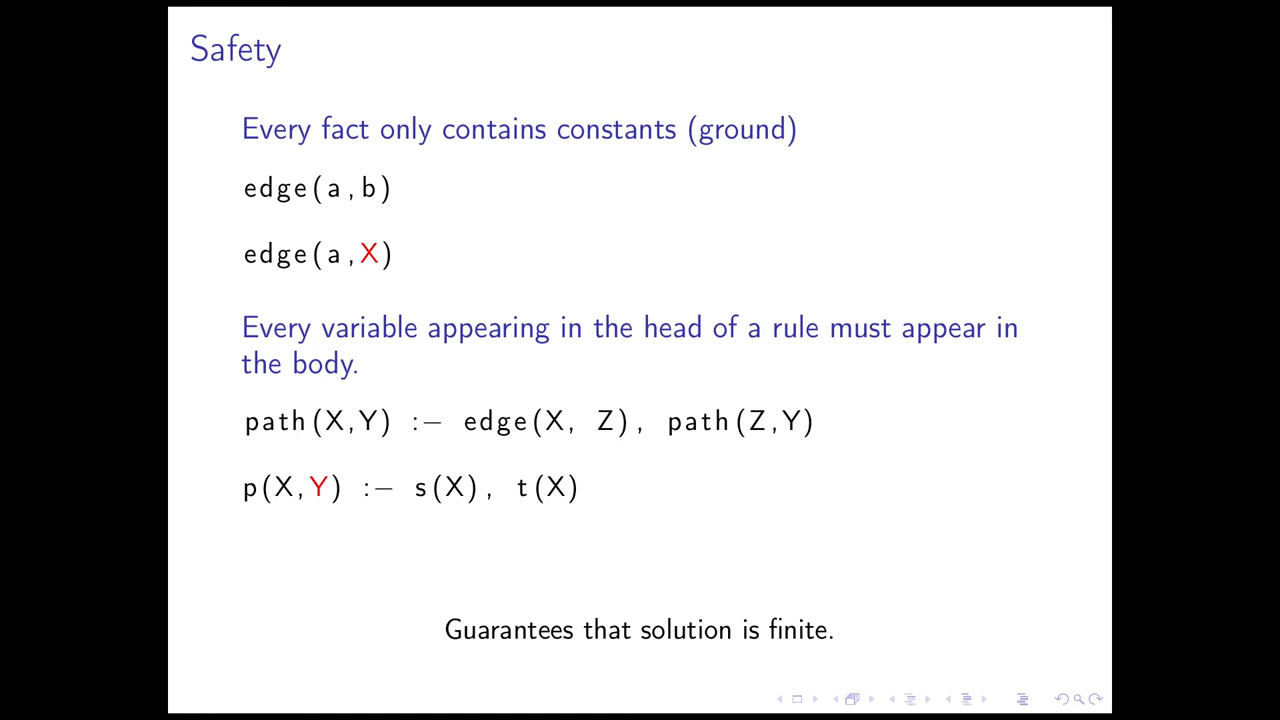 Safety
Every fact only contains constants (ground)
edge(a,b)
edge(a,X)
Every variable appearing in the head of a rule must appear in
the body.
path(X,Y) :− edge(X, Z), path(Z,Y)
p(X,Y) :− s(X), t(X)
Guarantees that solution is finite.